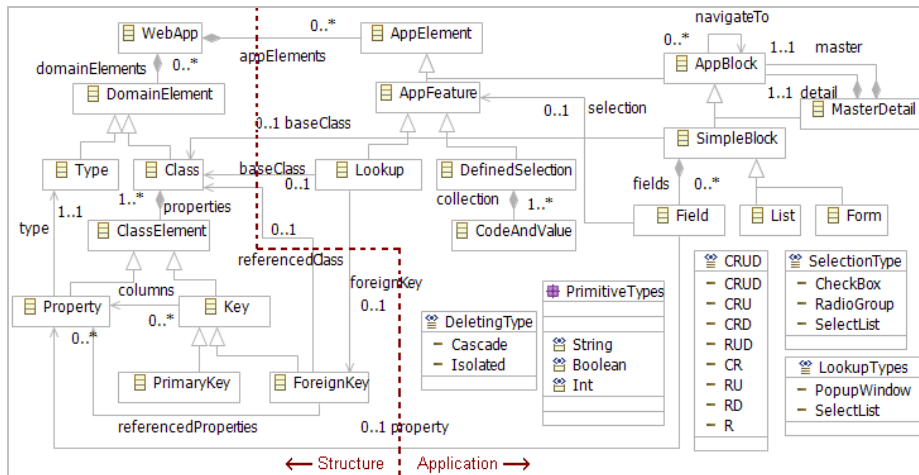 navigateTo
WebApp
0..*
AppElement
0..*
1..1
master
appElements
AppBlock
domainElements
0..*
DomainElement
AppFeature
1..1
detail
0..1
selection
MasterDetail
0..1 baseClass
SimpleBlock
Type
Class
baseClass
Lookup
DefinedSelection
0..1
fields
0..*
1..*
properties
collection
1..*
type
1..1
ClassElement
0..1
CodeAndValue
Field
List
Form
referencedClass
columns
foreignKey
CRUD
CRUD
CRU
CRD
RUD
CR
RU
RD
R
SelectionType
CheckBox
RadioGroup
SelectList
Property
0..*
0..*
Key
0..1
PrimitiveTypes
String
Boolean
Int
DeletingType
Cascade
Isolated
LookupTypes
PopupWindow
SelectList
PrimaryKey
ForeignKey
referencedProperties
0..1 property
← Structure
Application →